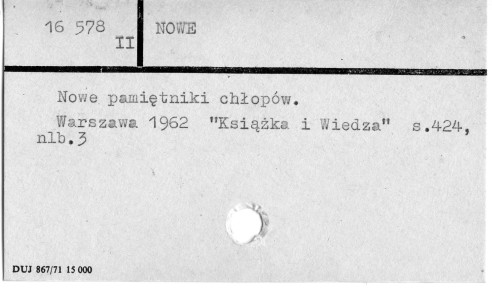 16 578
II
NOWE
Nowe pamiętniki chłopów.
Warszawa 1962 "Książka i Wiedza" s.424,
nlb.3
DUJ 867/71 15 000